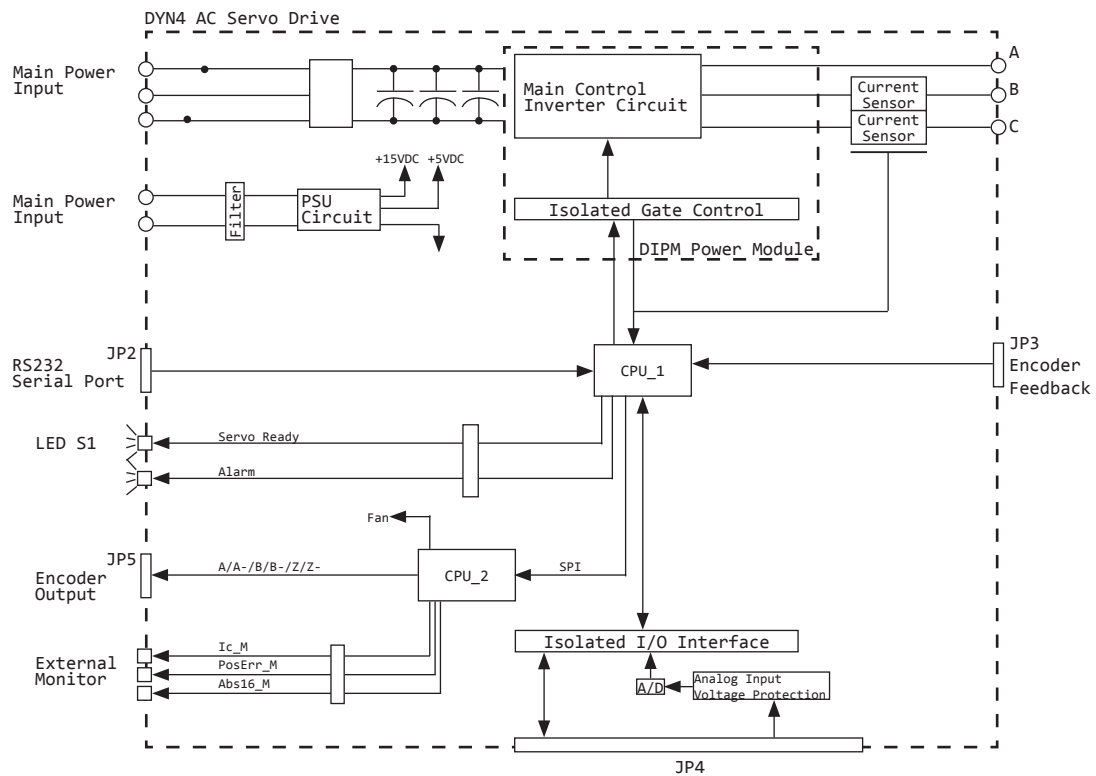 DYN4 AC Servo Drive
Main Power
Input
Main Control
Inverter Circuit
A
B
C
Current
Sensor
Current
Sensor
+15VDC
+5VDC
Main Power
Input
Filter
PSU
Circuit
Isolated Gate Control
DIPM Power Module
JP2
RS232
Serial Port
CPU_1
JP3
Encoder
Feedback
LED S1
Servo Ready
Alarm
Fan
JP5
Encoder
Output
A/A-/B/B-/Z/Z-
CPU_2
SPI
Isolated I/O Interface
External
Monitor
Ic_M
PosErr_M
Abs16_M
A/D
Analog Input
Voltage Protection
JP4